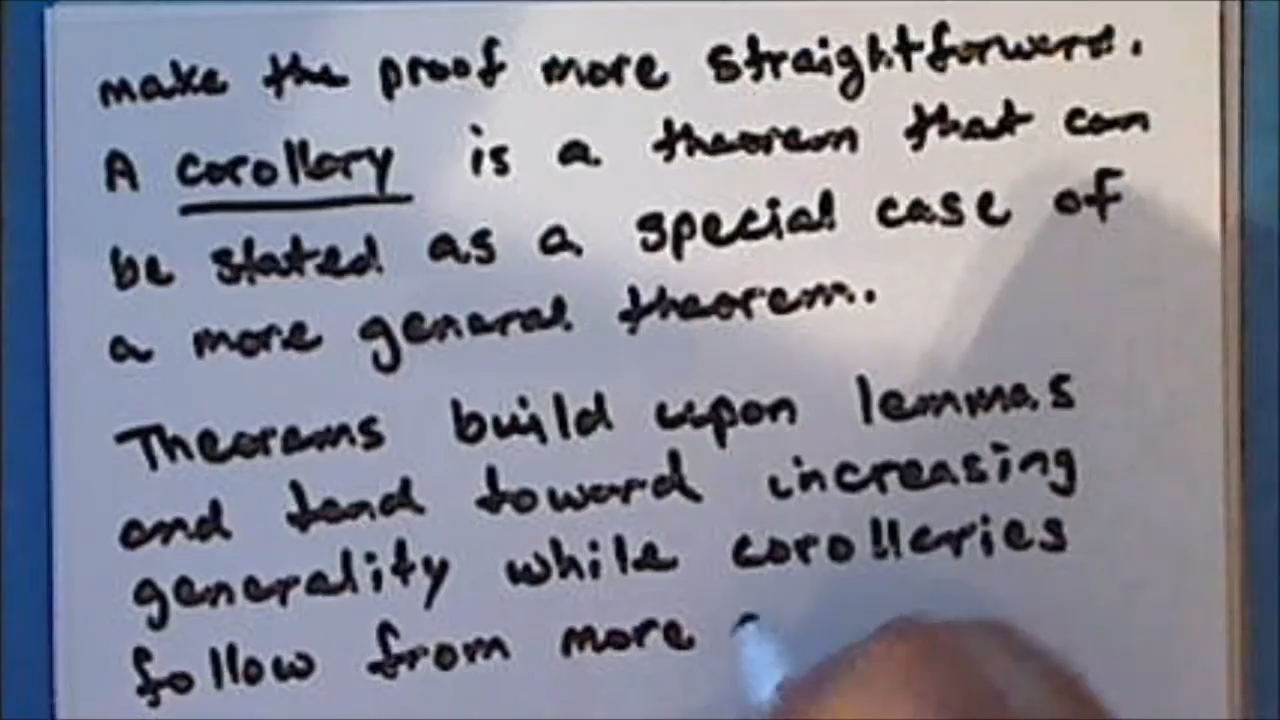 make the proof more straightforward.
A corollary is a theorem that can
be stated as a special case of
a more general theorem.
Theorems build upon lemmas
and tend toward increasing
generality while corolleries
follow from more